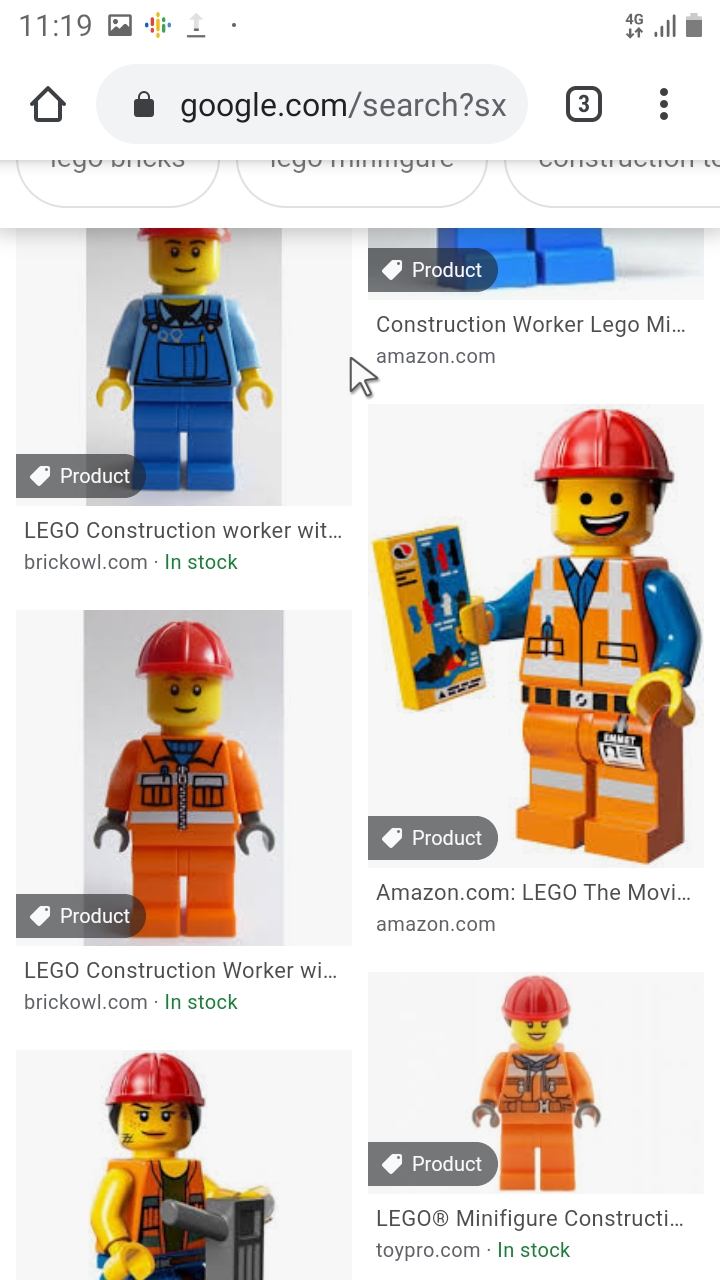 11:19
4G
google.com/search?sx
3
lego bricks
lego minifigure
construction to
Product
LEGO Construction worker wit...
brickowl.com · In stock
Product
Construction Worker Lego Mi...
amazon.com
Product
LEGO Construction Worker wi...
brickowl.com · In stock
EMMET
Product
Amazon.com: LEGO The Movi...
amazon.com
Product
LEGO® Minifigure Constructi...
toypro.com · In stock